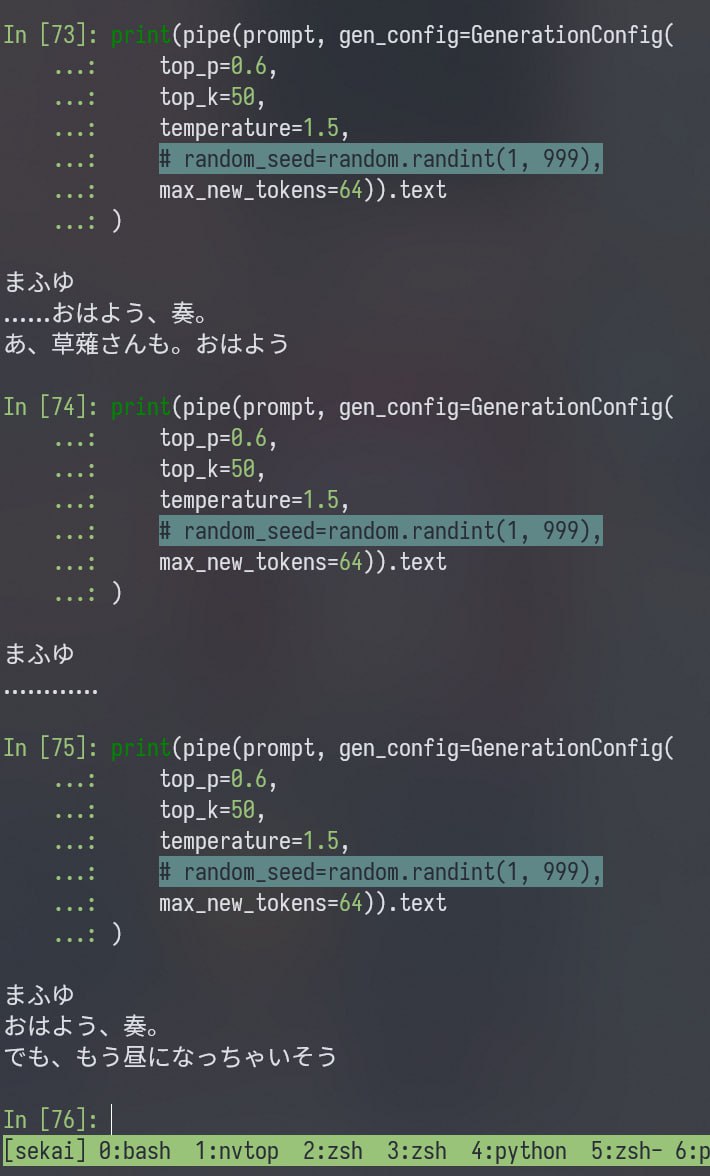 In [73]: print(pipe(prompt, gen_config=GenerationConfig(
...: top_p=0.6,
...: top_k=50,
...: temperature=1.5,
...: # random_seed=random.randint(1, 999),
...: max_new_tokens=64)).text
...: )
まふゆ
......おはよう、奏。
あ、草薙さんも。おはよう
In [74]: print(pipe(prompt, gen_config=GenerationConfig(
...: top_p=0.6,
...: top_k=50,
...: temperature=1.5,
...: # random_seed=random.randint(1, 999),
...: max_new_tokens=64)).text
...: )
まふゆ
............
In [75]: print(pipe(prompt, gen_config=GenerationConfig(
...: top_p=0.6,
...: top_k=50,
...: temperature=1.5,
...: # random_seed=random.randint(1, 999),
...: max_new_tokens=64)).text
...: )
まふゆ
おはよう、奏。
でも、もう昼になっちゃいそう
In [76]:
[sekai] 0:bash 1:nvtop 2:zsh 3:zsh 4:python 5:zsh- 6:p